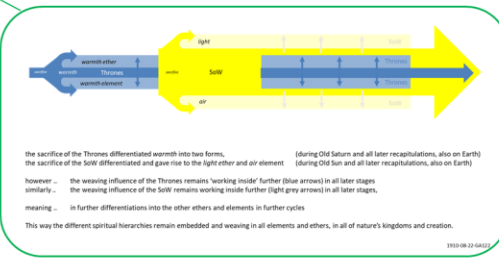 light
light
warmth ether
Thrones
sacrifice
warmth
Thrones
sacrifice
SoW
warmth element
Thrones
air
the sacrifice of the Thrones differentiated warmth into two forms, (during Old Saturn and all later recapitulations, also on Earth)
the sacrifice of the SoW differentiated and gave rise to the light ether and air element (during Old Sun and all later recapitulations, also on Earth)
however .. the weaving influence of the Thrones remains 'working inside' further (blue arrows) in all later stages
similarly .. the weaving influence of the SoW remains working inside further (light grey arrows) in all later stages,
meaning .. in further differentiations into the other ethers and elements in further cycles
This way the different spiritual hierarchies remain embedded and weaving in all elements and ethers, in all of nature's kingdoms and creation.
1910-08-22-GA122